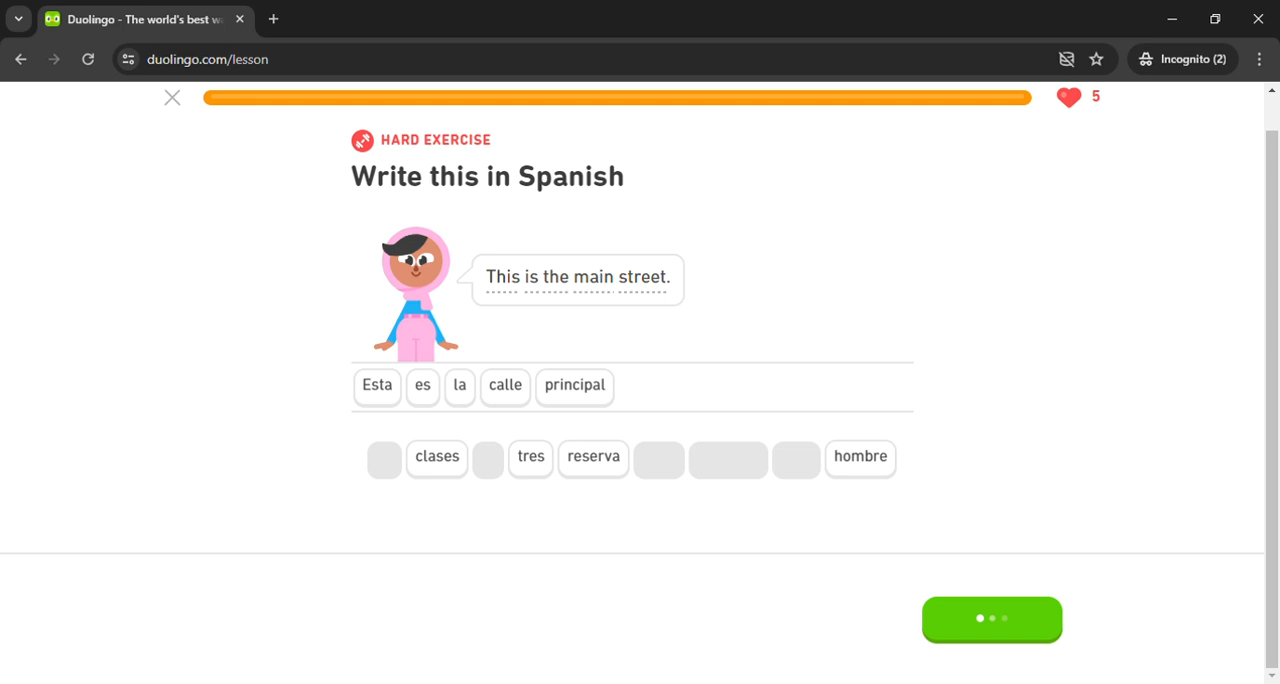 Duolingo - The world's best w
duolingo.com/lesson
Incognito (2)
5
HARD EXERCISE
Write this in Spanish
This is the main street.
Esta es la calle principal
clases tres reserva hombre